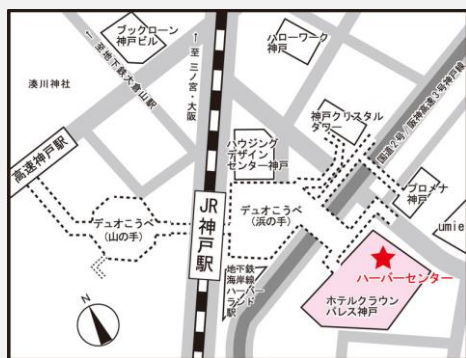 ブックローン
神戸ビル
← 至地下鉄大倉山駅
← 至 三ノ宮・大阪
ハローワーク
神戸
湊川神社
神戸クリスタル
タワー
国道2号/阪神高速3号神戸線
高速神戸駅
ハウジング
デザイン
センター神戸
プロメナ
神戸
デュオこうべ
(山の手)
JR神戸駅
デュオこうべ
(浜の手)
umie
地下鉄
海岸線
ハーバー
ランド
駅
ハーバーセンター
ホテルクラウン
パレス神戸
N